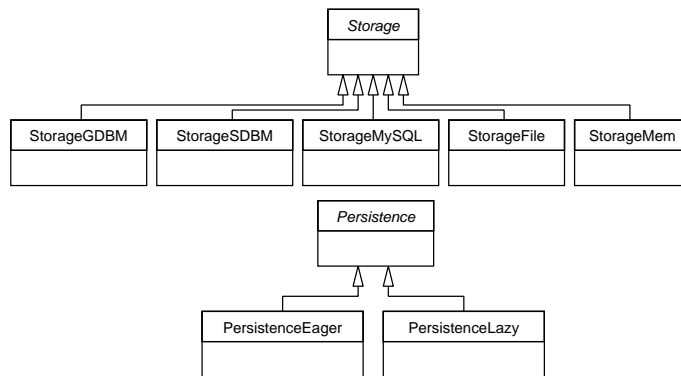 Storage
StorageGDBM StorageSDBM StorageMySQL StorageFile StorageMem
Persistence
PersistenceEager PersistenceLazy